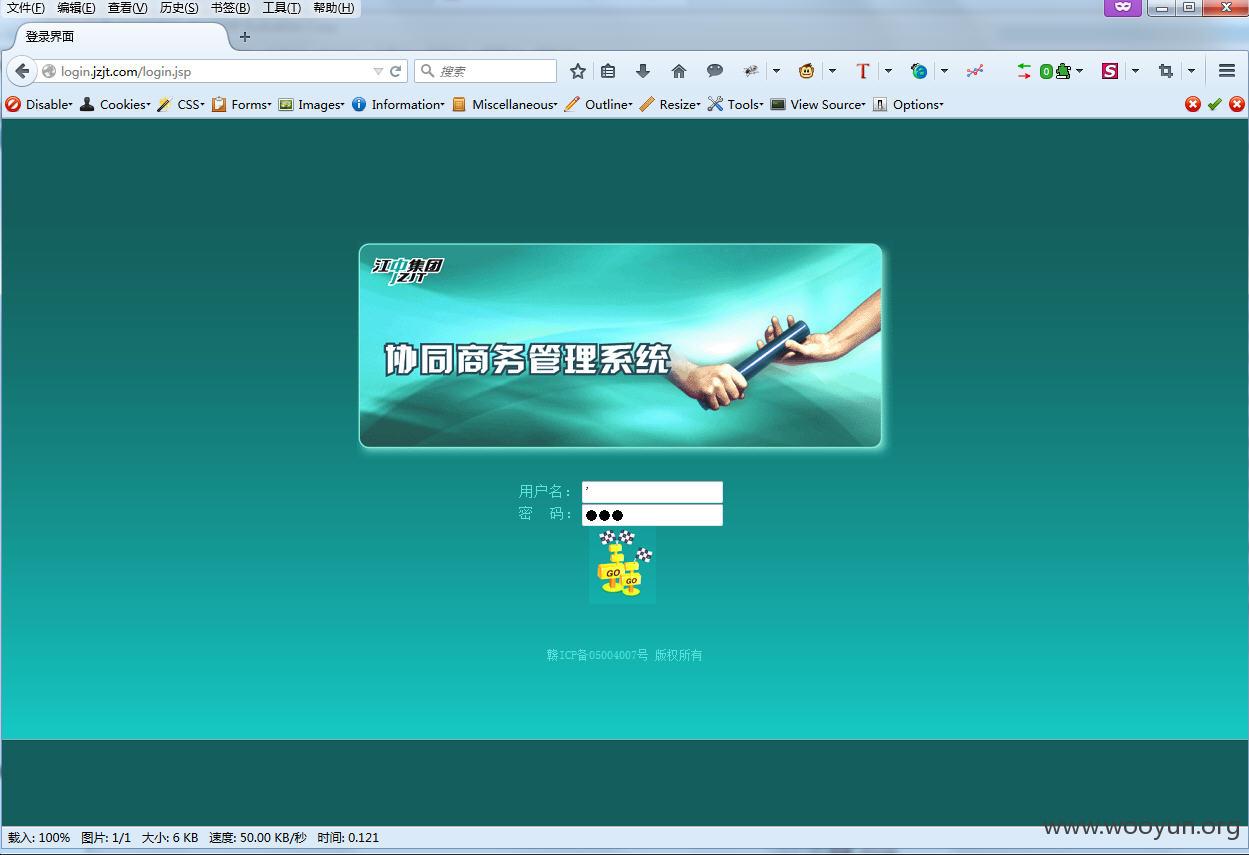 文件(F) 编辑(E) 查看(V) 历史(S) 书签(B) 工具(T) 帮助(H)
登录界面
login.jzjt.com/login.jsp
搜索
Disable Cookies CSS Forms Images Information Miscellaneous Outline Resize Tools View Source Options
江中集团
JZJT
协同商务管理系统
用户名： '
密 码：
GO
GO
赣ICP备05004007号 版权所有
载入: 100% 图片: 1/1 大小: 6 KB 速度: 50.00 KB/秒 时间: 0.121
www.wooyun.org